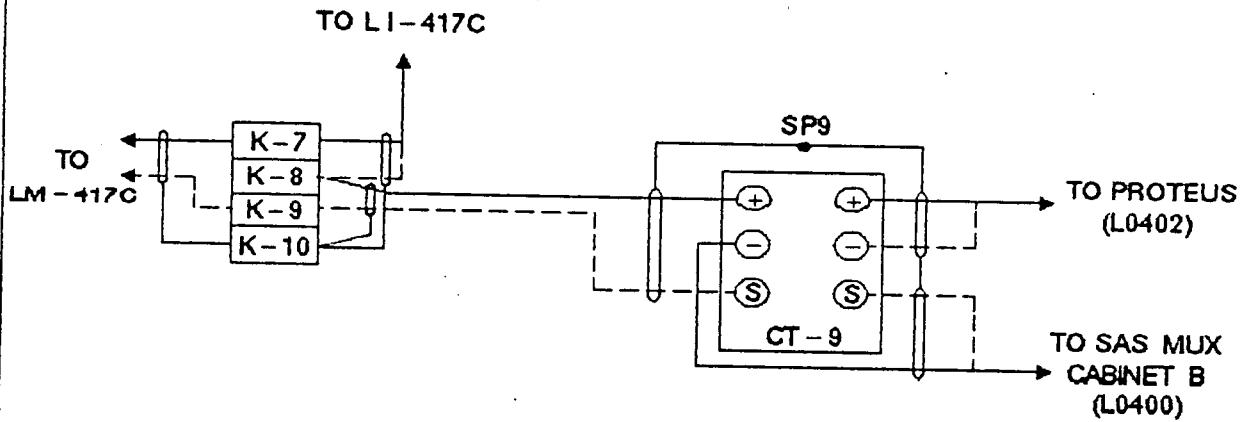 TO LI-417C
K-7
K-8
K-9
K-10
TO
LM-417C
SP9
+
+
-
-
S
S
CT-9
TO PROTEUS
(L0402)
TO SAS MUX
CABINET B
(L0400)